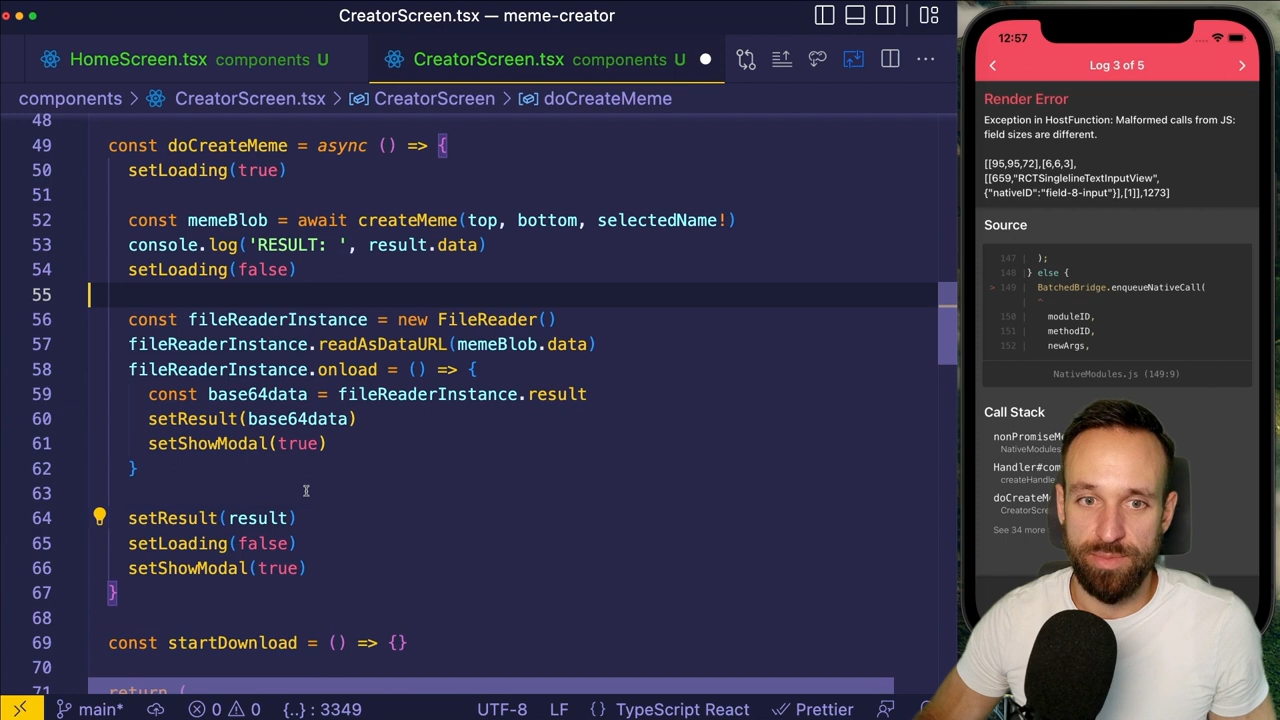 CreatorScreen.tsx — meme-creator
HomeScreen.tsx components U
CreatorScreen.tsx components U
components > CreatorScreen.tsx > CreatorScreen > doCreateMeme
48
49 const doCreateMeme = async () => {
50 setLoading(true)
51
52 const memeBlob = await createMeme(top, bottom, selectedName!)
53 console.log('RESULT: ', result.data)
54 setLoading(false)
55
56 const fileReaderInstance = new FileReader()
57 fileReaderInstance.readAsDataURL(memeBlob.data)
58 fileReaderInstance.onload = () => {
59 const base64data = fileReaderInstance.result
60 setResult(base64data)
61 setShowModal(true)
62 }
63
64 setResult(result)
65 setLoading(false)
66 setShowModal(true)
67 }
68
69 const startDownload = () => {}
70
71 return (
main* 0 0 {..} : 3349 UTF-8 LF {} TypeScript React Prettier
12:57
Log 3 of 5
Render Error
Exception in HostFunction: Malformed calls from JS:
field sizes are different.
[[95,95,72],[6,6,3],
[[659,"RCTSinglelineTextInputView",
{"nativeID":"field-8-input"}],[1]],1273]
Source
147 | );
148 | } else {
> 149 | BatchedBridge.enqueueNativeCall(
| ^
150 | moduleID,
151 | methodID,
152 | newArgs,
NativeModules.js (149:9)
Call Stack
nonPromiseMe
NativeModules
Handler#com
createHandle
doCreateMe
CreatorScre
See 34 more